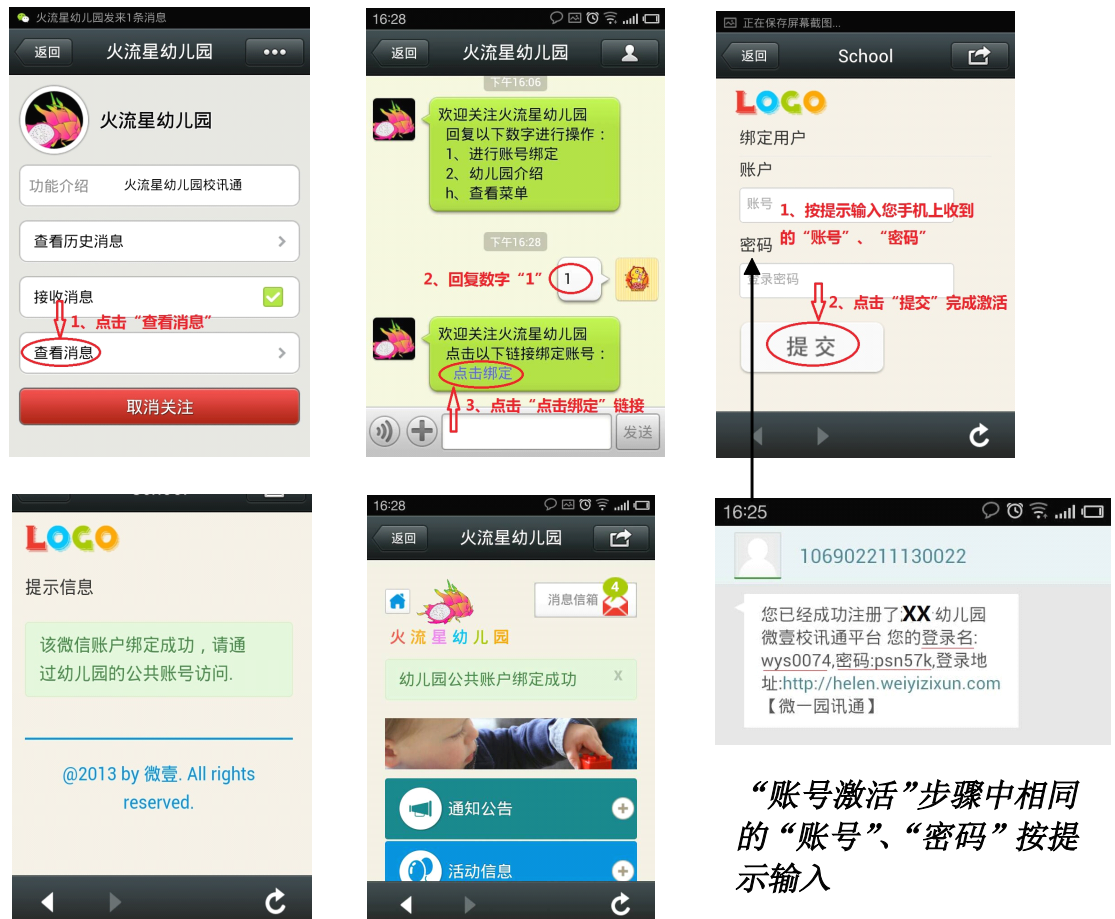 火流星幼儿园发来1条消息
返回
火流星幼儿园
火流星幼儿园
功能介绍 火流星幼儿园校讯通
查看历史消息
接收消息
1、点击“查看消息”
查看消息
取消关注
16:28
返回
火流星幼儿园
下午16:06
欢迎关注火流星幼儿园
回复以下数字进行操作：
1、进行账号绑定
2、幼儿园介绍
h、查看菜单
下午16:28
2、回复数字“1”
1
欢迎关注火流星幼儿园
点击以下链接绑定账号：
点击绑定
3、点击“点击绑定”链接
发送
正在保存屏幕截图...
返回
School
LOGO
绑定用户
账户
账号
1、按提示输入您手机上收到
的“账号”、“密码”
密码
登录密码
2、点击“提交”完成激活
提 交
LOGO
提示信息
该微信账户绑定成功，请通
过幼儿园的公共账号访问.
@2013 by 微壹. All rights
reserved.
16:28
返回
火流星幼儿园
消息信箱
4
火流星幼儿园
幼儿园公共账户绑定成功
x
通知公告
活动信息
16:25
106902211130022
您已经成功注册了XX幼儿园
微壹校讯通平台 您的登录名:
wys0074,密码:psn57k,登录地
址:http://helen.weiyizixun.com
【微一园讯通】
“账号激活”步骤中相同
的“账号”、“密码”按提
示输入